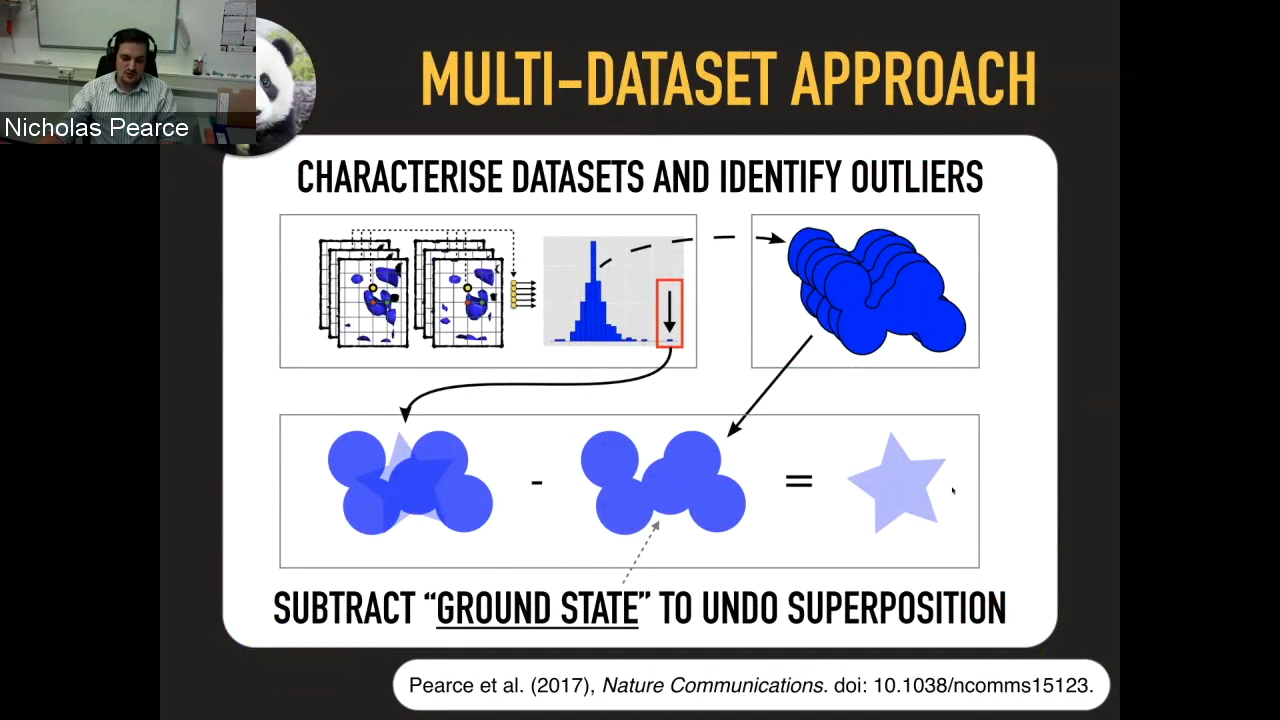 Nicholas Pearce
MULTI-DATASET APPROACH
CHARACTERISE DATASETS AND IDENTIFY OUTLIERS
-
=
SUBTRACT “GROUND STATE” TO UNDO SUPERPOSITION
Pearce et al. (2017), Nature Communications. doi: 10.1038/ncomms15123.